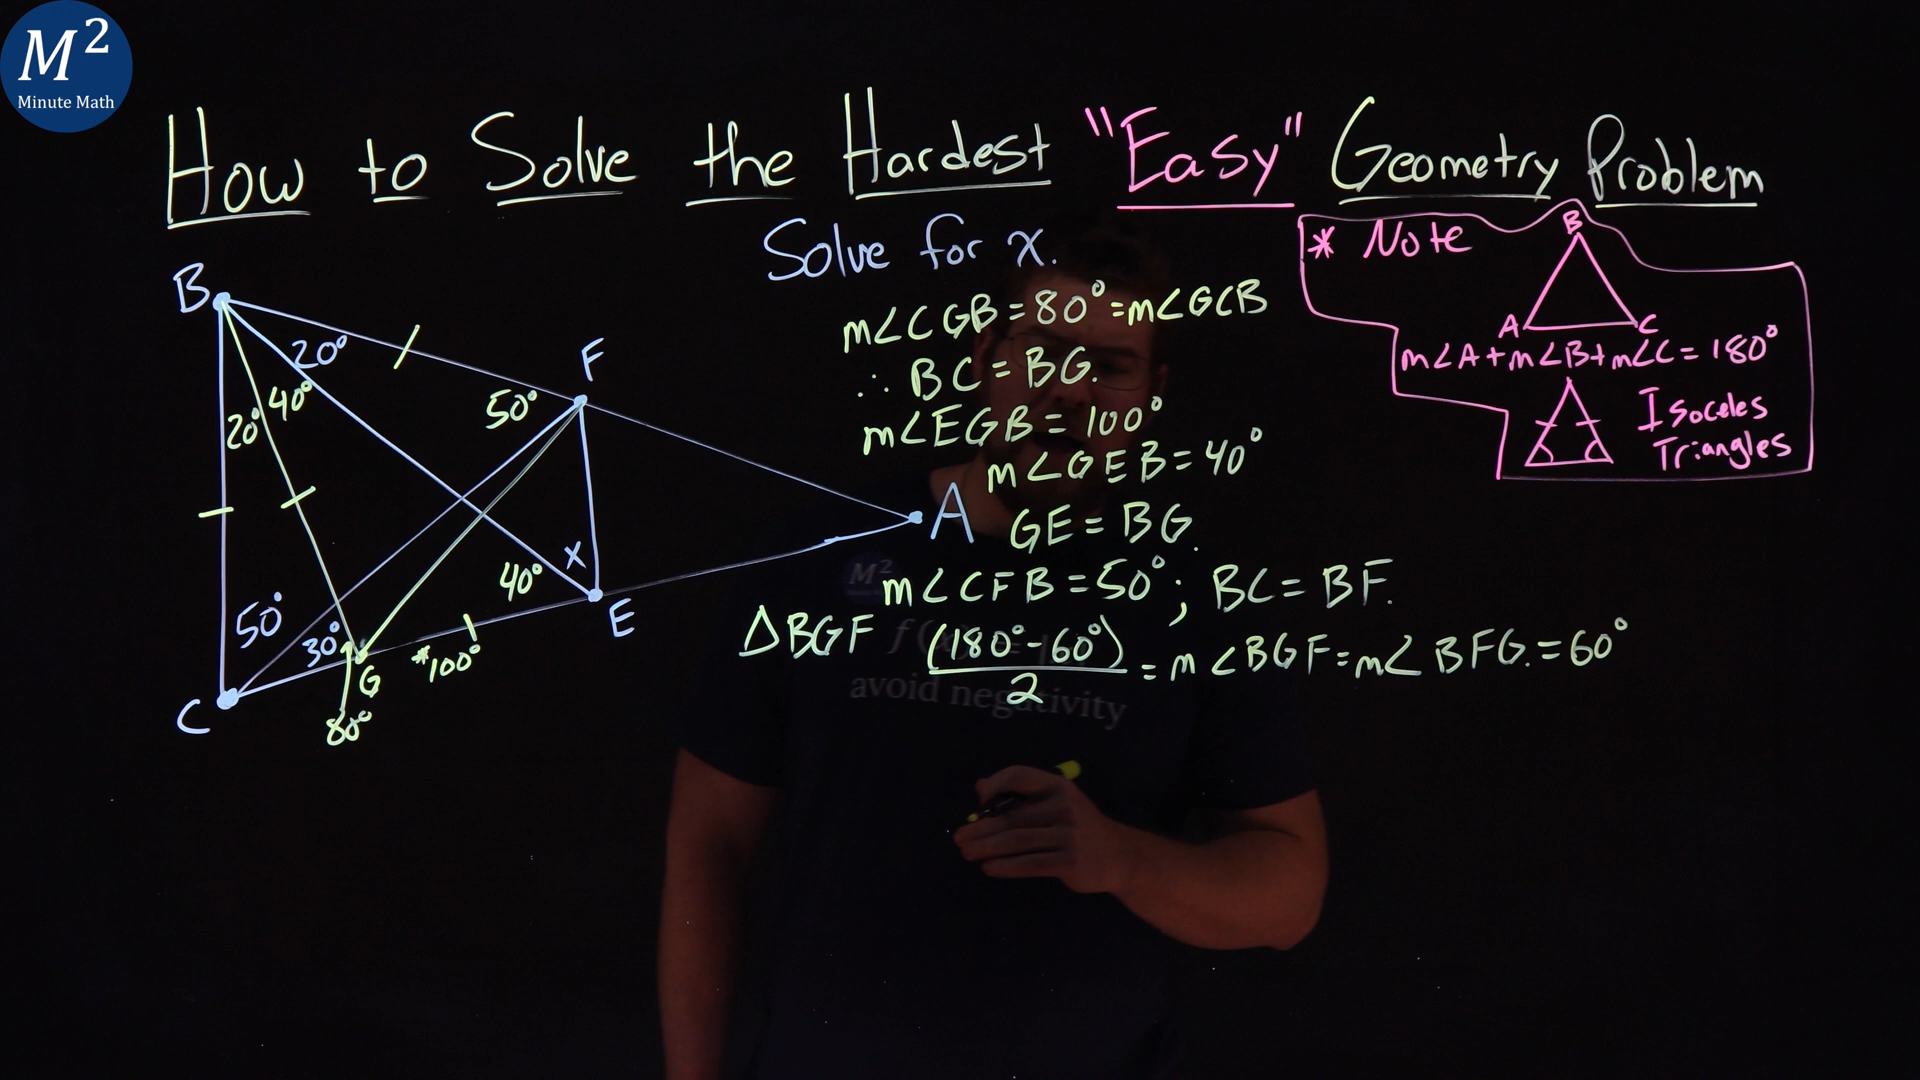 M²
Minute Math
How to Solve the Hardest "Easy" Geometry Problem
Solve for x.
* Note
B
A
C
m∠A+m∠B+m∠C=180°
Isoceles
Triangles
m∠CGB=80°=m∠GCB
∴ BC=BG.
m∠EGB=100°
m∠GEB=40°
GE=BG.
m∠CFB=50°; BC=BF.
△BGF (180°-60°)/2 = m∠BGF=m∠BFG.=60°
B
20°
F
20°
40°
50°
A
X
40°
E
50°
30°
G
*100°
C
80°
M²
avoid negativity